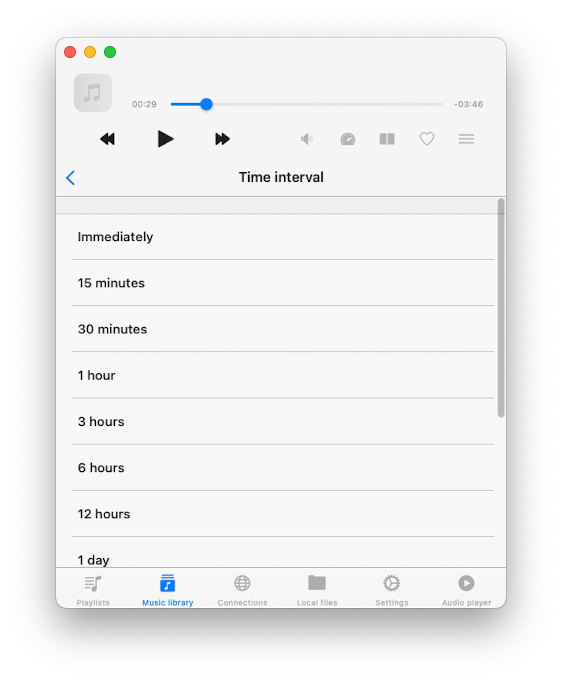 00:29
-03:46
Time interval
Immediately
15 minutes
30 minutes
1 hour
3 hours
6 hours
12 hours
1 day
Playlists Music library Connections Local files Settings Audio player